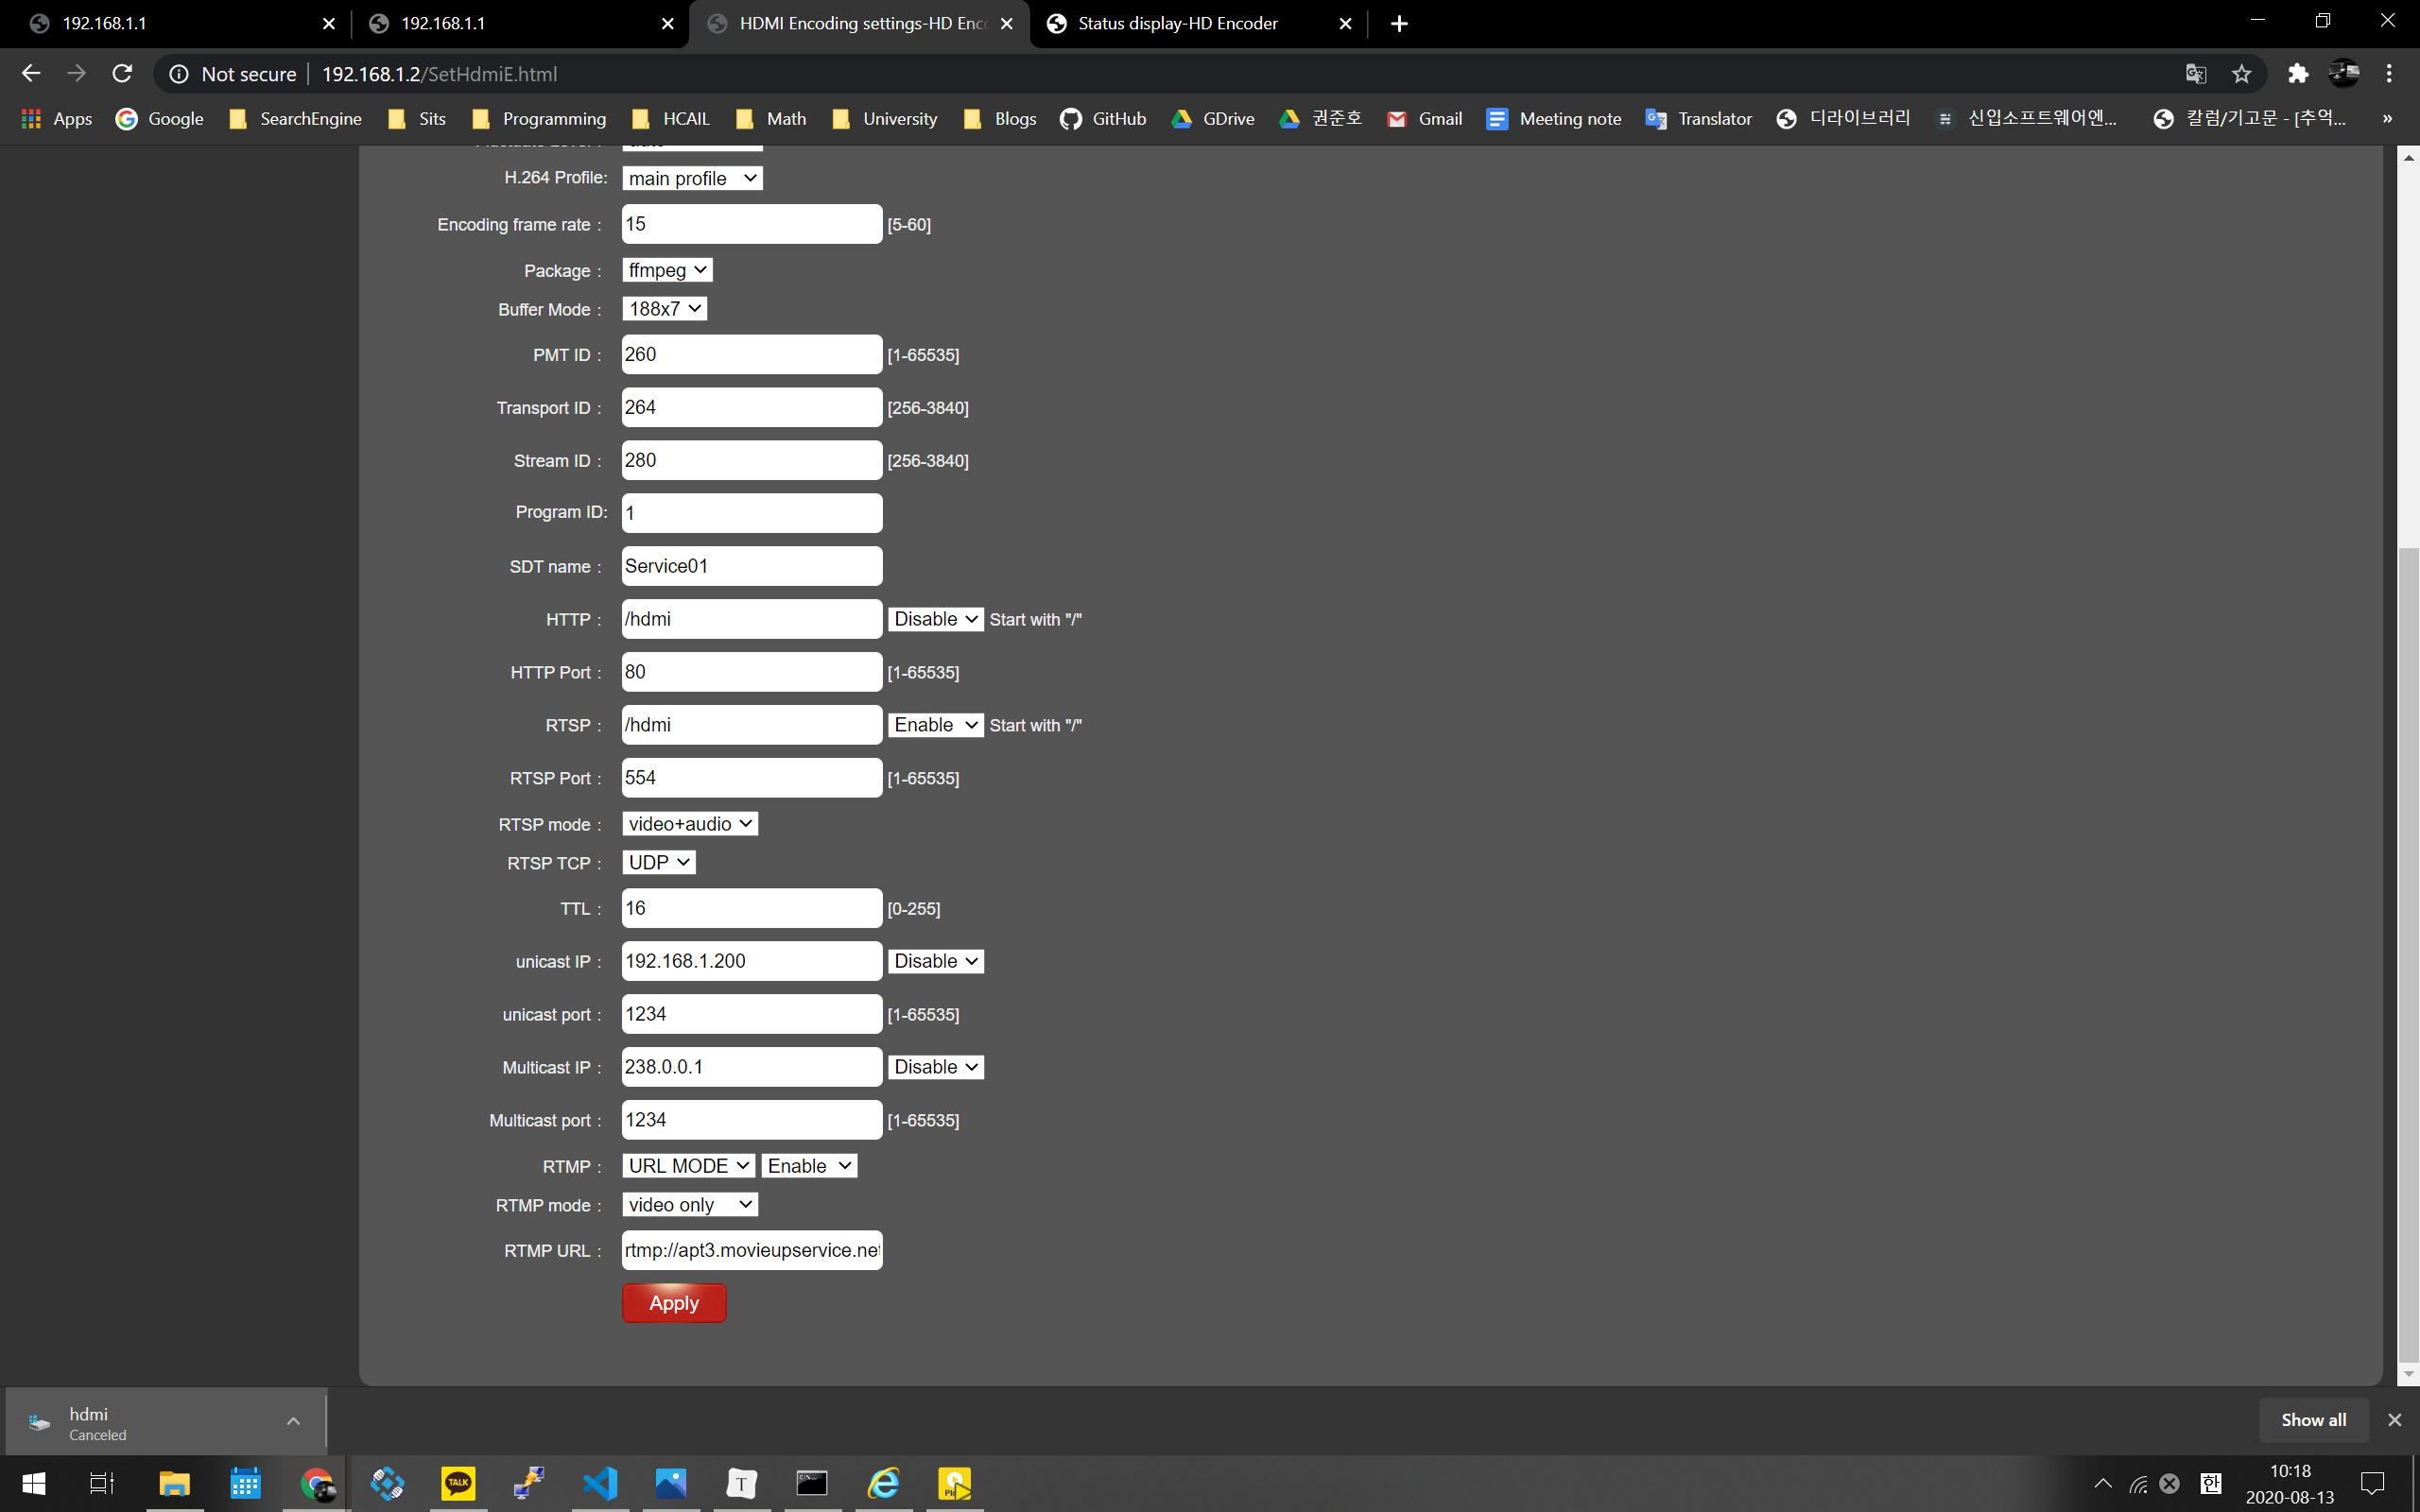 192.168.1.1
192.168.1.1
HDMI Encoding settings-HD Enc
Status display-HD Encoder
Not secure
192.168.1.2/SetHdmiE.html
Apps
Google
SearchEngine
Sits
Programming
HCAIL
Math
University
Blogs
GitHub
GDrive
권준호
Gmail
Meeting note
Translator
디라이브러리
신입소프트웨어엔...
칼럼/기고문 - [추억...
»
H.264 Profile: main profile
Encoding frame rate : 15 [5-60]
Package : ffmpeg
Buffer Mode : 188x7
PMT ID : 260 [1-65535]
Transport ID : 264 [256-3840]
Stream ID : 280 [256-3840]
Program ID: 1
SDT name : Service01
HTTP : /hdmi Disable Start with "/"
HTTP Port : 80 [1-65535]
RTSP : /hdmi Enable Start with "/"
RTSP Port : 554 [1-65535]
RTSP mode : video+audio
RTSP TCP : UDP
TTL : 16 [0-255]
unicast IP : 192.168.1.200 Disable
unicast port : 1234 [1-65535]
Multicast IP : 238.0.0.1 Disable
Multicast port : 1234 [1-65535]
RTMP : URL MODE Enable
RTMP mode : video only
RTMP URL : rtmp://apt3.movieupservice.net
Apply
hdmi
Canceled
Show all
TALK
T
한
10:18
2020-08-13